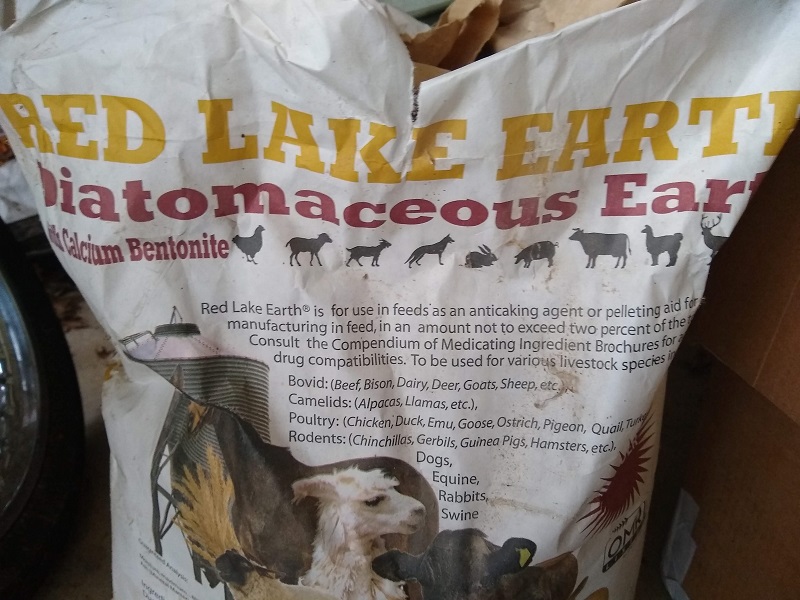 RED LAKE EARTH
Diatomaceous Eart
Calcium Bentonite
Red Lake Earth® is for use in feeds as an anticaking agent or pelleting aid for
manufacturing in feed, in an amount not to exceed two percent of the
Consult the Compendium of Medicating Ingredient Brochures for
drug compatibilities. To be used for various livestock species
Bovid: (Beef, Bison, Dairy, Deer, Goats, Sheep, etc.),
Camelids: (Alpacas, Llamas, etc.),
Poultry: (Chicken, Duck, Emu, Goose, Ostrich, Pigeon, Quail, Turkey
Rodents: (Chinchillas, Gerbils, Guinea Pigs, Hamsters, etc.),
Dogs,
Equine,
Rabbits,
Swine
OMRI